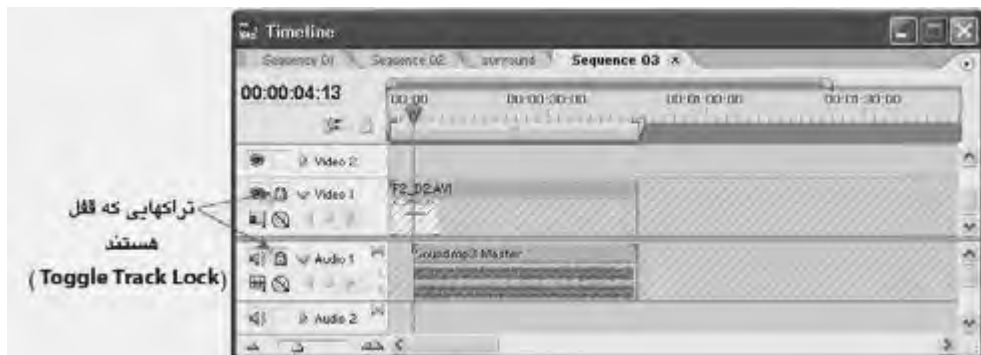 Timeline
Sequence 01 Sequence 02 surround Sequence 03
00:00:04:13
00:00 00:00:30:00 00:01:00:00 00:01:30:00
Video 2
Video 1
F2_D2.AVI
Audio 1
Sound.mp3 Master
Audio 2
تراکهایی که قفل
هستند
(Toggle Track Lock)